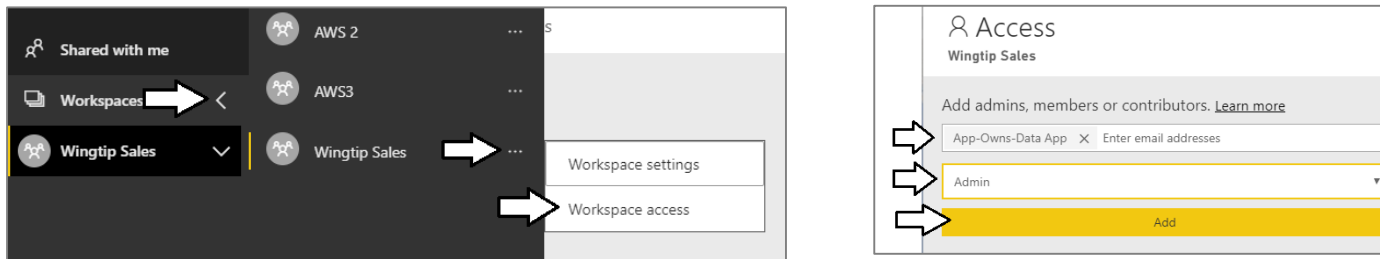 Shared with me
Workspaces
Wingtip Sales
AWS 2 ...
AWS3 ...
Wingtip Sales ...
s
Workspace settings
Workspace access
Access
Wingtip Sales
Add admins, members or contributors. Learn more
App-Owns-Data App X Enter email addresses
Admin
Add